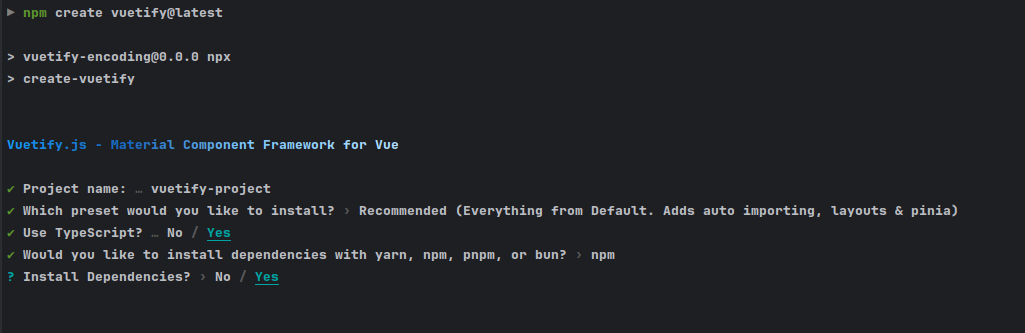 ► npm create vuetify@latest
> vuetify-encoding@0.0.0 npx
> create-vuetify
Vuetify.js - Material Component Framework for Vue
✔ Project name: … vuetify-project
✔ Which preset would you like to install? › Recommended (Everything from Default. Adds auto importing, layouts & pinia)
✔ Use TypeScript? … No / Yes
✔ Would you like to install dependencies with yarn, npm, pnpm, or bun? › npm
? Install Dependencies? › No / Yes